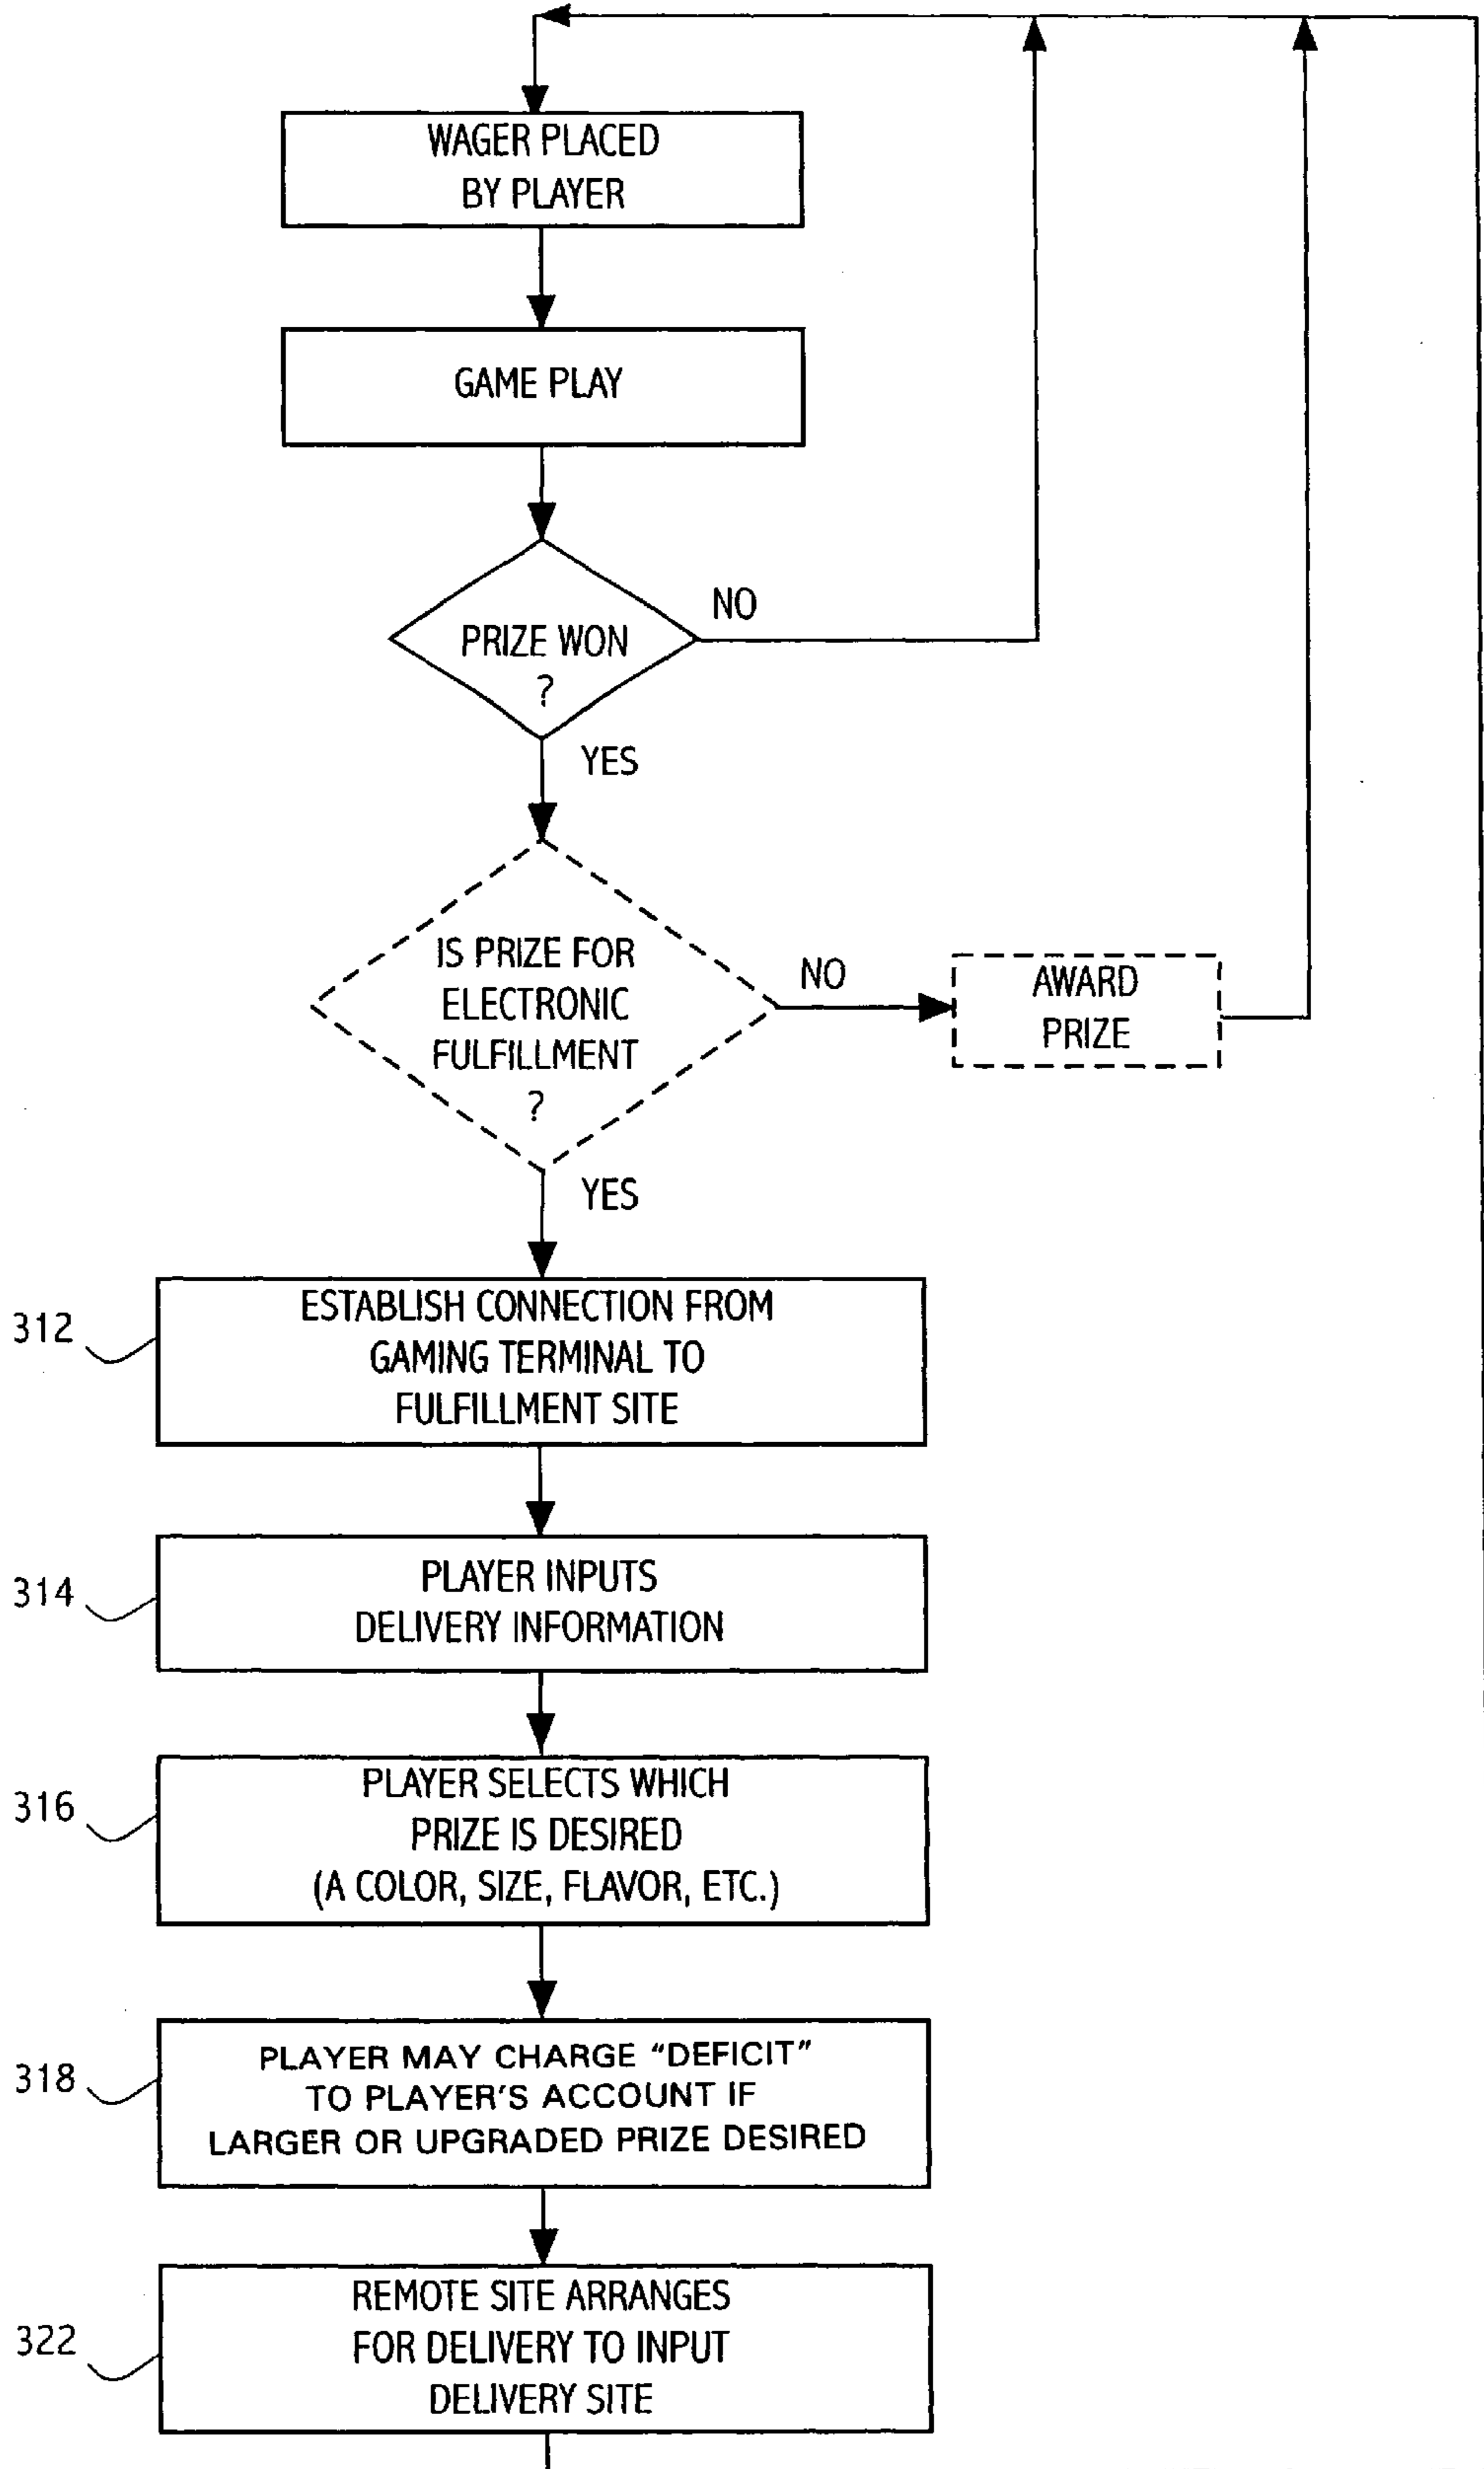 WAGER PLACED
BY PLAYER
GAME PLAY
PRIZE WON
?
NO
YES
IS PRIZE FOR
ELECTRONIC
FULFILLMENT
?
NO
AWARD
PRIZE
YES
312
ESTABLISH CONNECTION FROM
GAMING TERMINAL TO
FULFILLMENT SITE
314
PLAYER INPUTS
DELIVERY INFORMATION
316
PLAYER SELECTS WHICH
PRIZE IS DESIRED
(A COLOR, SIZE, FLAVOR, ETC.)
318
PLAYER MAY CHARGE “DEFICIT”
TO PLAYER'S ACCOUNT IF
LARGER OR UPGRADED PRIZE DESIRED
322
REMOTE SITE ARRANGES
FOR DELIVERY TO INPUT
DELIVERY SITE